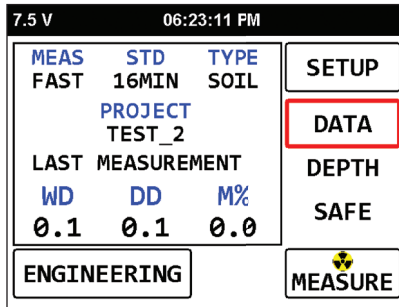 7.5 V 06:23:11 PM
MEAS STD TYPE
FAST 16MIN SOIL
PROJECT
TEST_2
LAST MEASUREMENT
WD DD M%
0.1 0.1 0.0
ENGINEERING
SETUP
DATA
DEPTH
SAFE
MEASURE